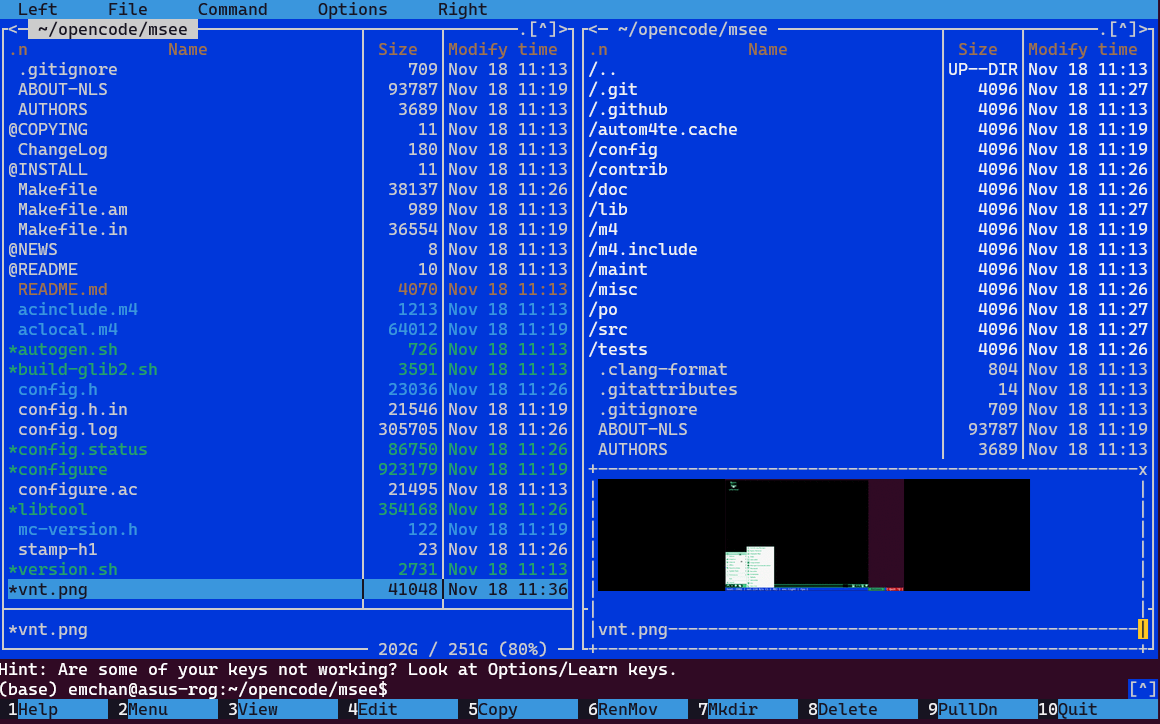 Left File Command Options Right
<─ ~/opencode/msee .[^]> <─ ~/opencode/msee .[^]>
.n Name Size Modify time .n Name Size Modify time
.gitignore 709 Nov 18 11:13 /.. UP--DIR Nov 18 11:13
ABOUT-NLS 93787 Nov 18 11:19 /.git 4096 Nov 18 11:27
AUTHORS 3689 Nov 18 11:13 /.github 4096 Nov 18 11:13
@COPYING 11 Nov 18 11:13 /autom4te.cache 4096 Nov 18 11:19
ChangeLog 180 Nov 18 11:13 /config 4096 Nov 18 11:19
@INSTALL 11 Nov 18 11:13 /contrib 4096 Nov 18 11:26
Makefile 38137 Nov 18 11:26 /doc 4096 Nov 18 11:26
Makefile.am 989 Nov 18 11:13 /lib 4096 Nov 18 11:27
Makefile.in 36554 Nov 18 11:19 /m4 4096 Nov 18 11:19
@NEWS 8 Nov 18 11:13 /m4.include 4096 Nov 18 11:13
@README 10 Nov 18 11:13 /maint 4096 Nov 18 11:13
README.md 4070 Nov 18 11:13 /misc 4096 Nov 18 11:26
acinclude.m4 1213 Nov 18 11:13 /po 4096 Nov 18 11:27
aclocal.m4 64012 Nov 18 11:19 /src 4096 Nov 18 11:27
*autogen.sh 726 Nov 18 11:13 /tests 4096 Nov 18 11:26
*build-glib2.sh 3591 Nov 18 11:13 .clang-format 804 Nov 18 11:13
config.h 23036 Nov 18 11:26 .gitattributes 14 Nov 18 11:13
config.h.in 21546 Nov 18 11:19 .gitignore 709 Nov 18 11:13
config.log 305705 Nov 18 11:26 ABOUT-NLS 93787 Nov 18 11:19
*config.status 86750 Nov 18 11:26 AUTHORS 3689 Nov 18 11:13
*configure 923179 Nov 18 11:19 x
configure.ac 21495 Nov 18 11:13
*libtool 354168 Nov 18 11:26
mc-version.h 122 Nov 18 11:19
stamp-h1 23 Nov 18 11:26
*version.sh 2731 Nov 18 11:13
*vnt.png 41048 Nov 18 11:36
*vnt.png vnt.png
202G / 251G (80%)
Hint: Are some of your keys not working? Look at Options/Learn keys.
(base) emchan@asus-rog:~/opencode/msee$ [^]
1Help 2Menu 3View 4Edit 5Copy 6RenMov 7Mkdir 8Delete 9PullDn 10Quit